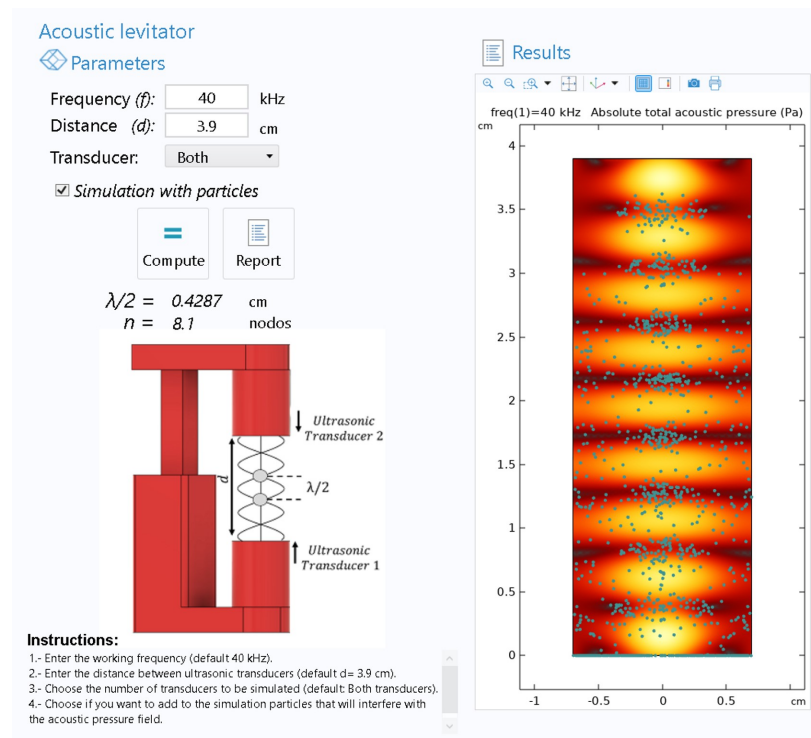 Acoustic levitator
Parameters
Frequency (f): 40 kHz
Distance (d): 3.9 cm
Transducer: Both
Simulation with particles
Compute Report
λ/2 = 0.4287 cm
n = 8.1 nodos
Ultrasonic
Transducer 2
d
λ/2
Ultrasonic
Transducer 1
Instructions:
1.- Enter the working frequency (default 40 kHz).
2.- Enter the distance between ultrasonic transducers (default d= 3.9 cm).
3.- Choose the number of transducers to be simulated (default: Both transducers).
4.- Choose if you want to add to the simulation particles that will interfere with
the acoustic pressure field.
Results
freq(1)=40 kHz Absolute total acoustic pressure (Pa)
cm
4
3.5
3
2.5
2
1.5
1
0.5
0
-1 -0.5 0 0.5 cm